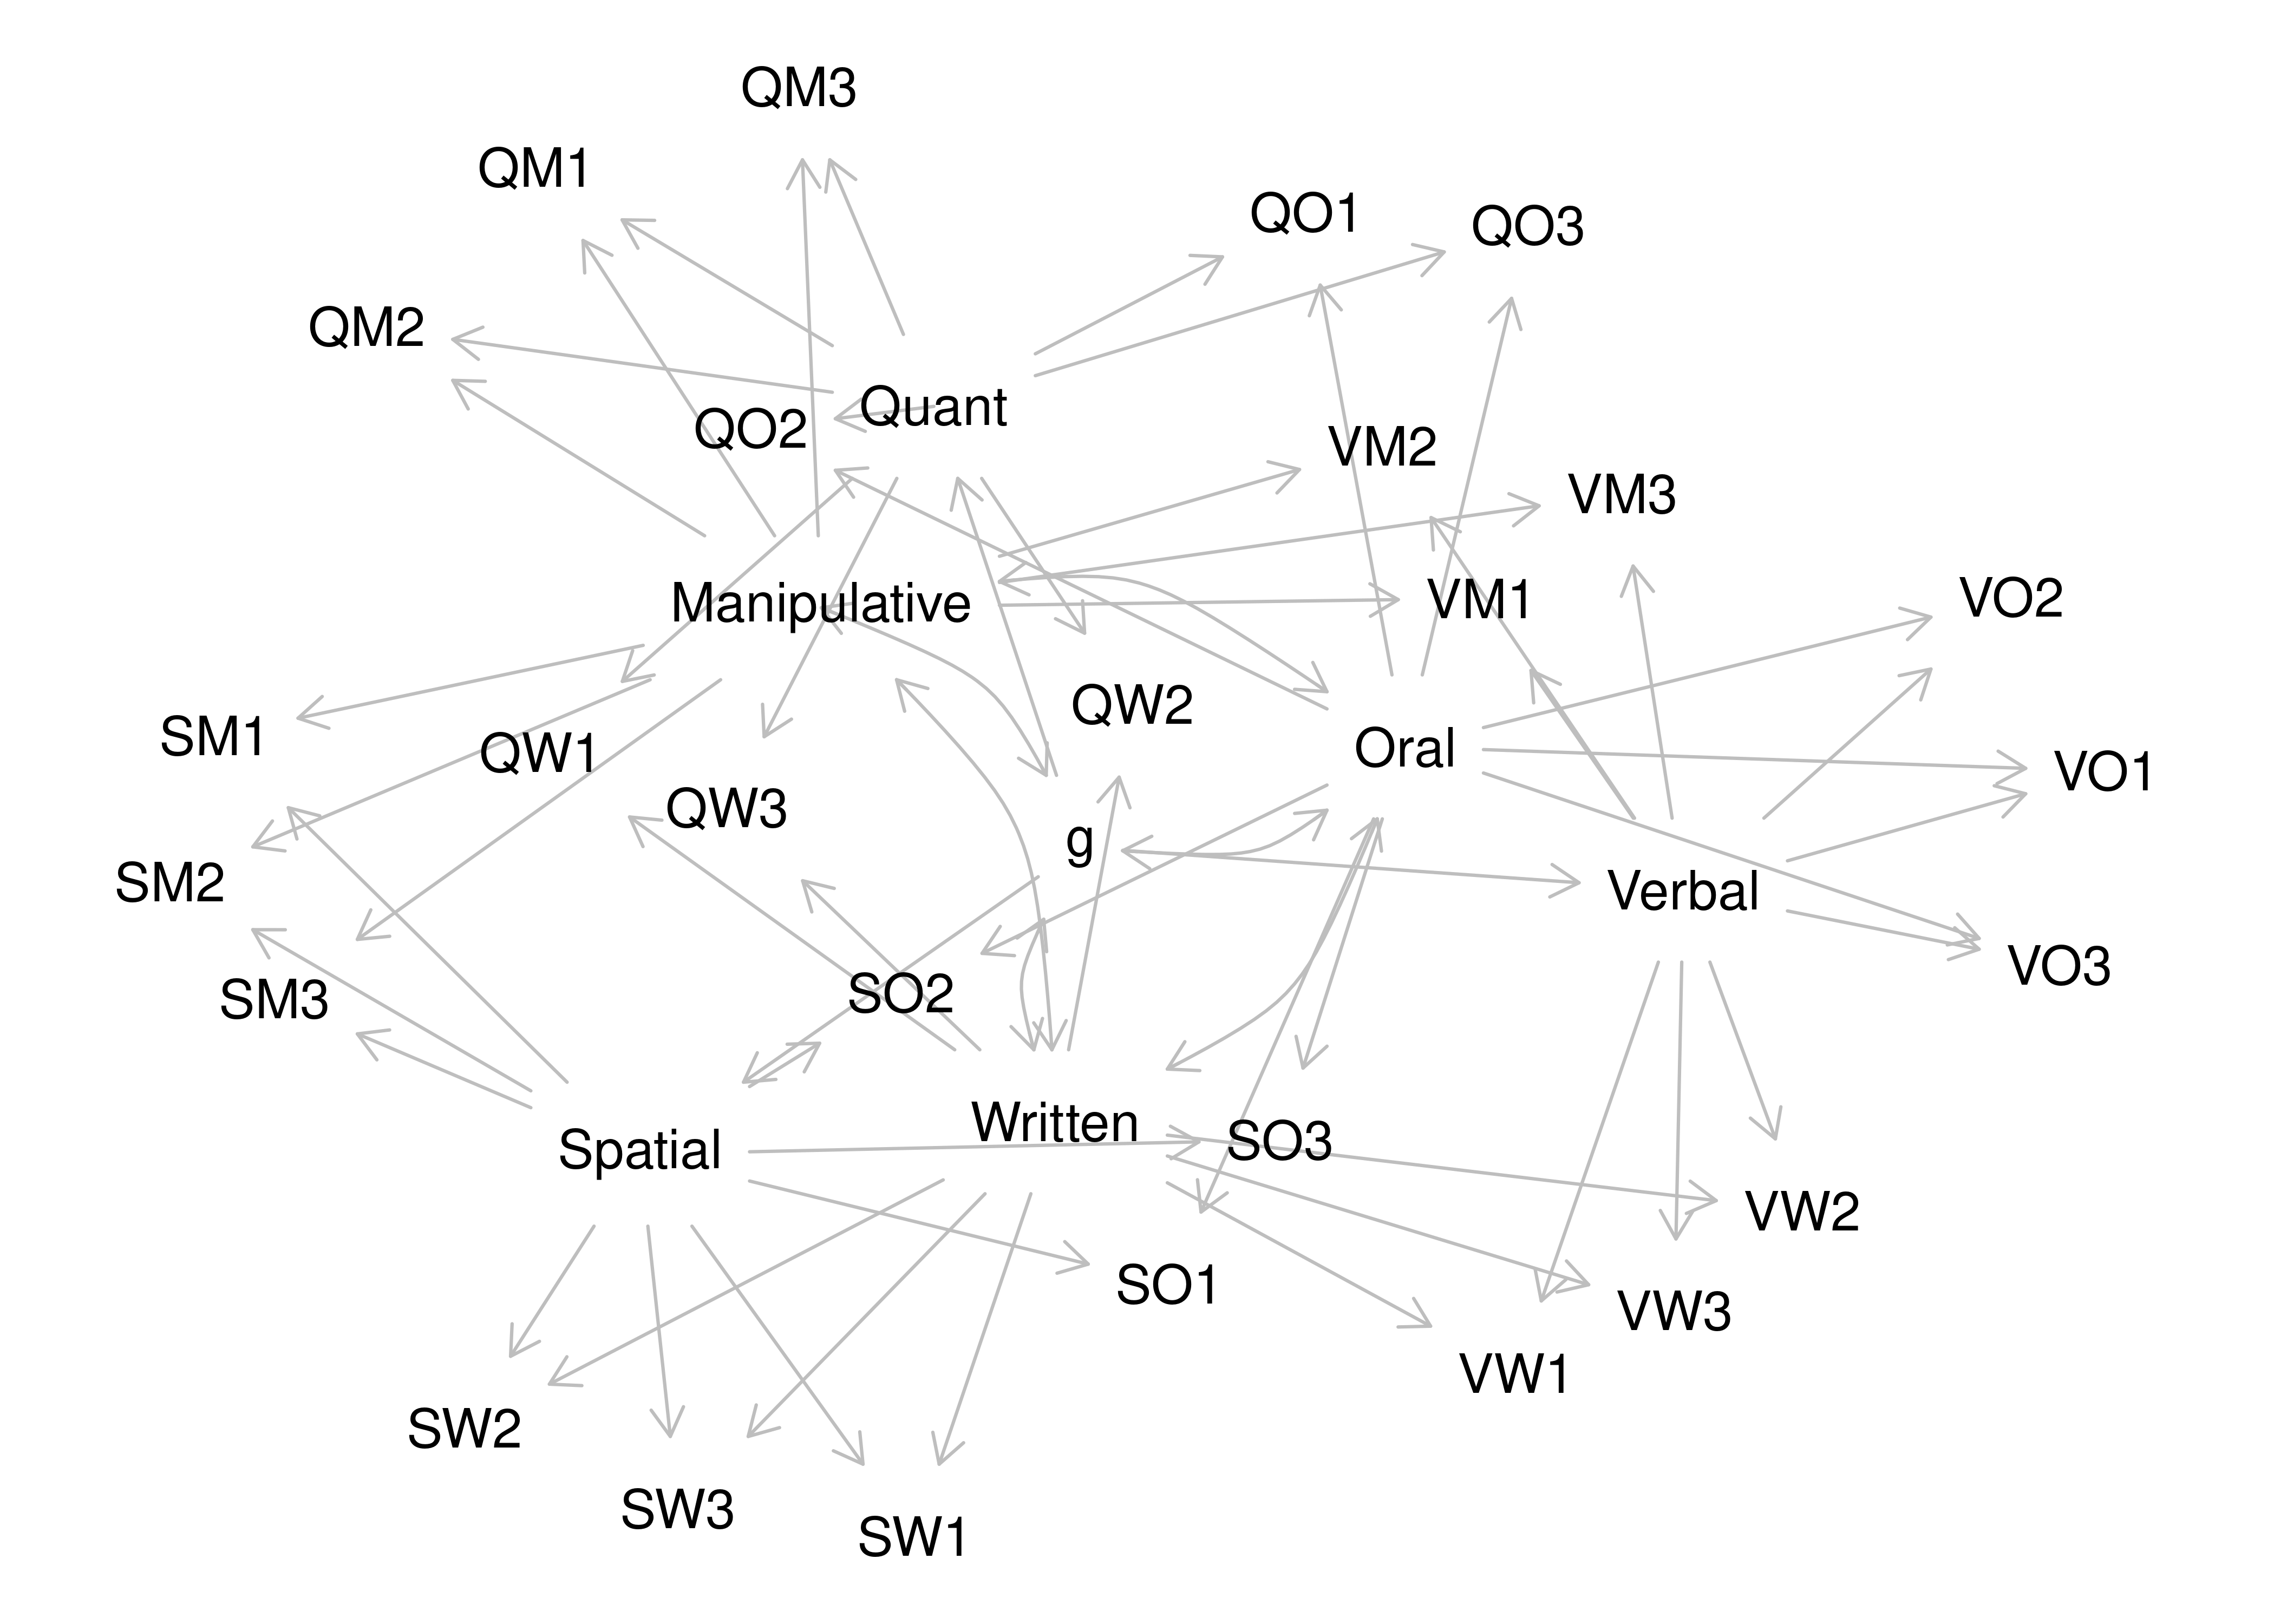 QM3
QM1
QO1
QO3
QM2
Quant
QO2
VM2
VM3
Manipulative
VM1
VO2
QW2
SM1
QW1
Oral
VO1
QW3
g
SM2
Verbal
VO3
SM3
SO2
Written
Spatial
SO3
VW2
SO1
VW3
VW1
SW2
SW3
SW1